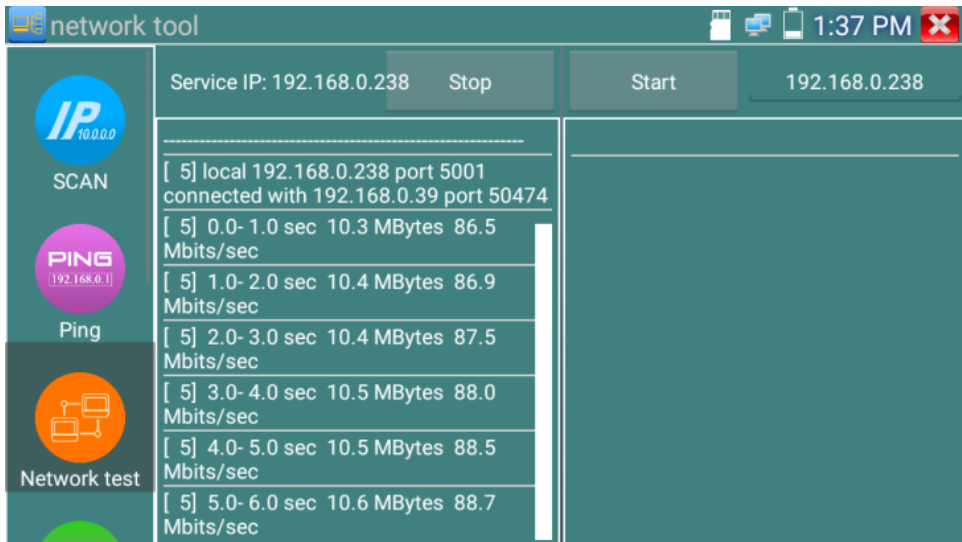 network tool
1:37 PM
IP
10.0.0.0
SCAN
PING
192.168.0.1
Ping
Network test
Service IP: 192.168.0.238
Stop
Start
192.168.0.238
------------------------------------------------------------
[ 5] local 192.168.0.238 port 5001
connected with 192.168.0.39 port 50474
[ 5] 0.0- 1.0 sec 10.3 MBytes 86.5
Mbits/sec
[ 5] 1.0- 2.0 sec 10.4 MBytes 86.9
Mbits/sec
[ 5] 2.0- 3.0 sec 10.4 MBytes 87.5
Mbits/sec
[ 5] 3.0- 4.0 sec 10.5 MBytes 88.0
Mbits/sec
[ 5] 4.0- 5.0 sec 10.5 MBytes 88.5
Mbits/sec
[ 5] 5.0- 6.0 sec 10.6 MBytes 88.7
Mbits/sec